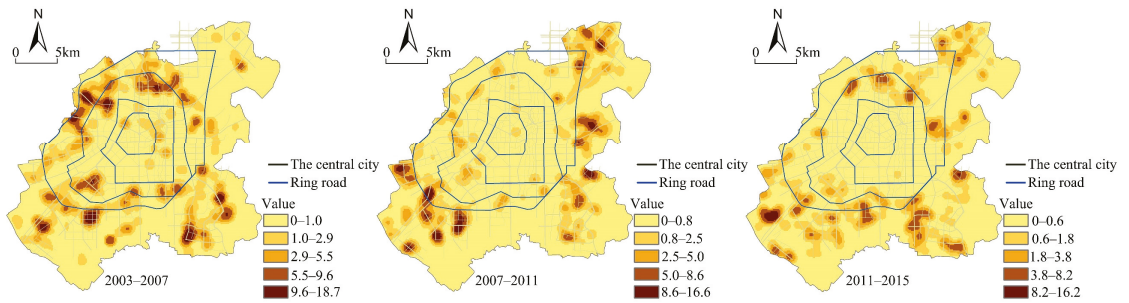 N
0 5km
The central city
Ring road
Value
0–1.0
1.0–2.9
2.9–5.5
5.5–9.6
9.6–18.7
2003–2007
N
0 5km
The central city
Ring road
Value
0–0.8
0.8–2.5
2.5–5.0
5.0–8.6
8.6–16.6
2007–2011
N
0 5km
The central city
Ring road
Value
0–0.6
0.6–1.8
1.8–3.8
3.8–8.2
8.2–16.2
2011–2015